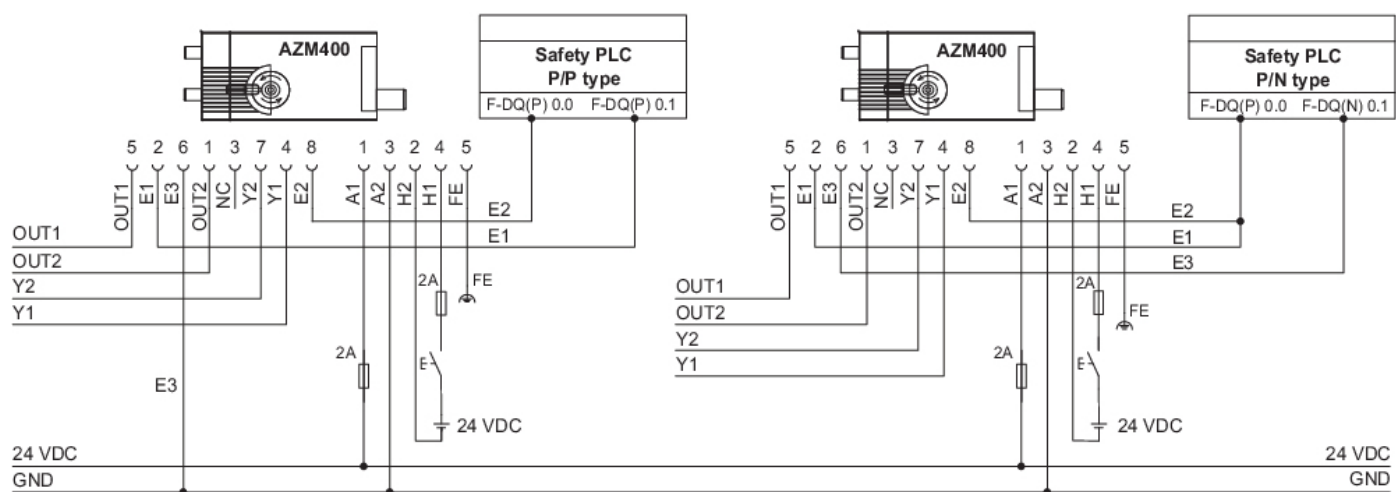 AZM400
Safety PLC
P/P type
F-DQ(P) 0.0 F-DQ(P) 0.1
5 2 6 1 3 7 4 8 1 3 2 4 5
OUT1 E1 E3 OUT2 NC Y2 Y1 E2 A1 A2 H2 H1 FE
E2
E1
OUT1
OUT2
Y2
Y1
2A
FE
2A
E3
24 VDC
AZM400
Safety PLC
P/N type
F-DQ(P) 0.0 F-DQ(N) 0.1
5 2 6 1 3 7 4 8 1 3 2 4 5
OUT1 E1 E3 OUT2 NC Y2 Y1 E2 A1 A2 H2 H1 FE
E2
E1
E3
OUT1
OUT2
Y2
Y1
2A
FE
2A
24 VDC
24 VDC 24 VDC
GND GND